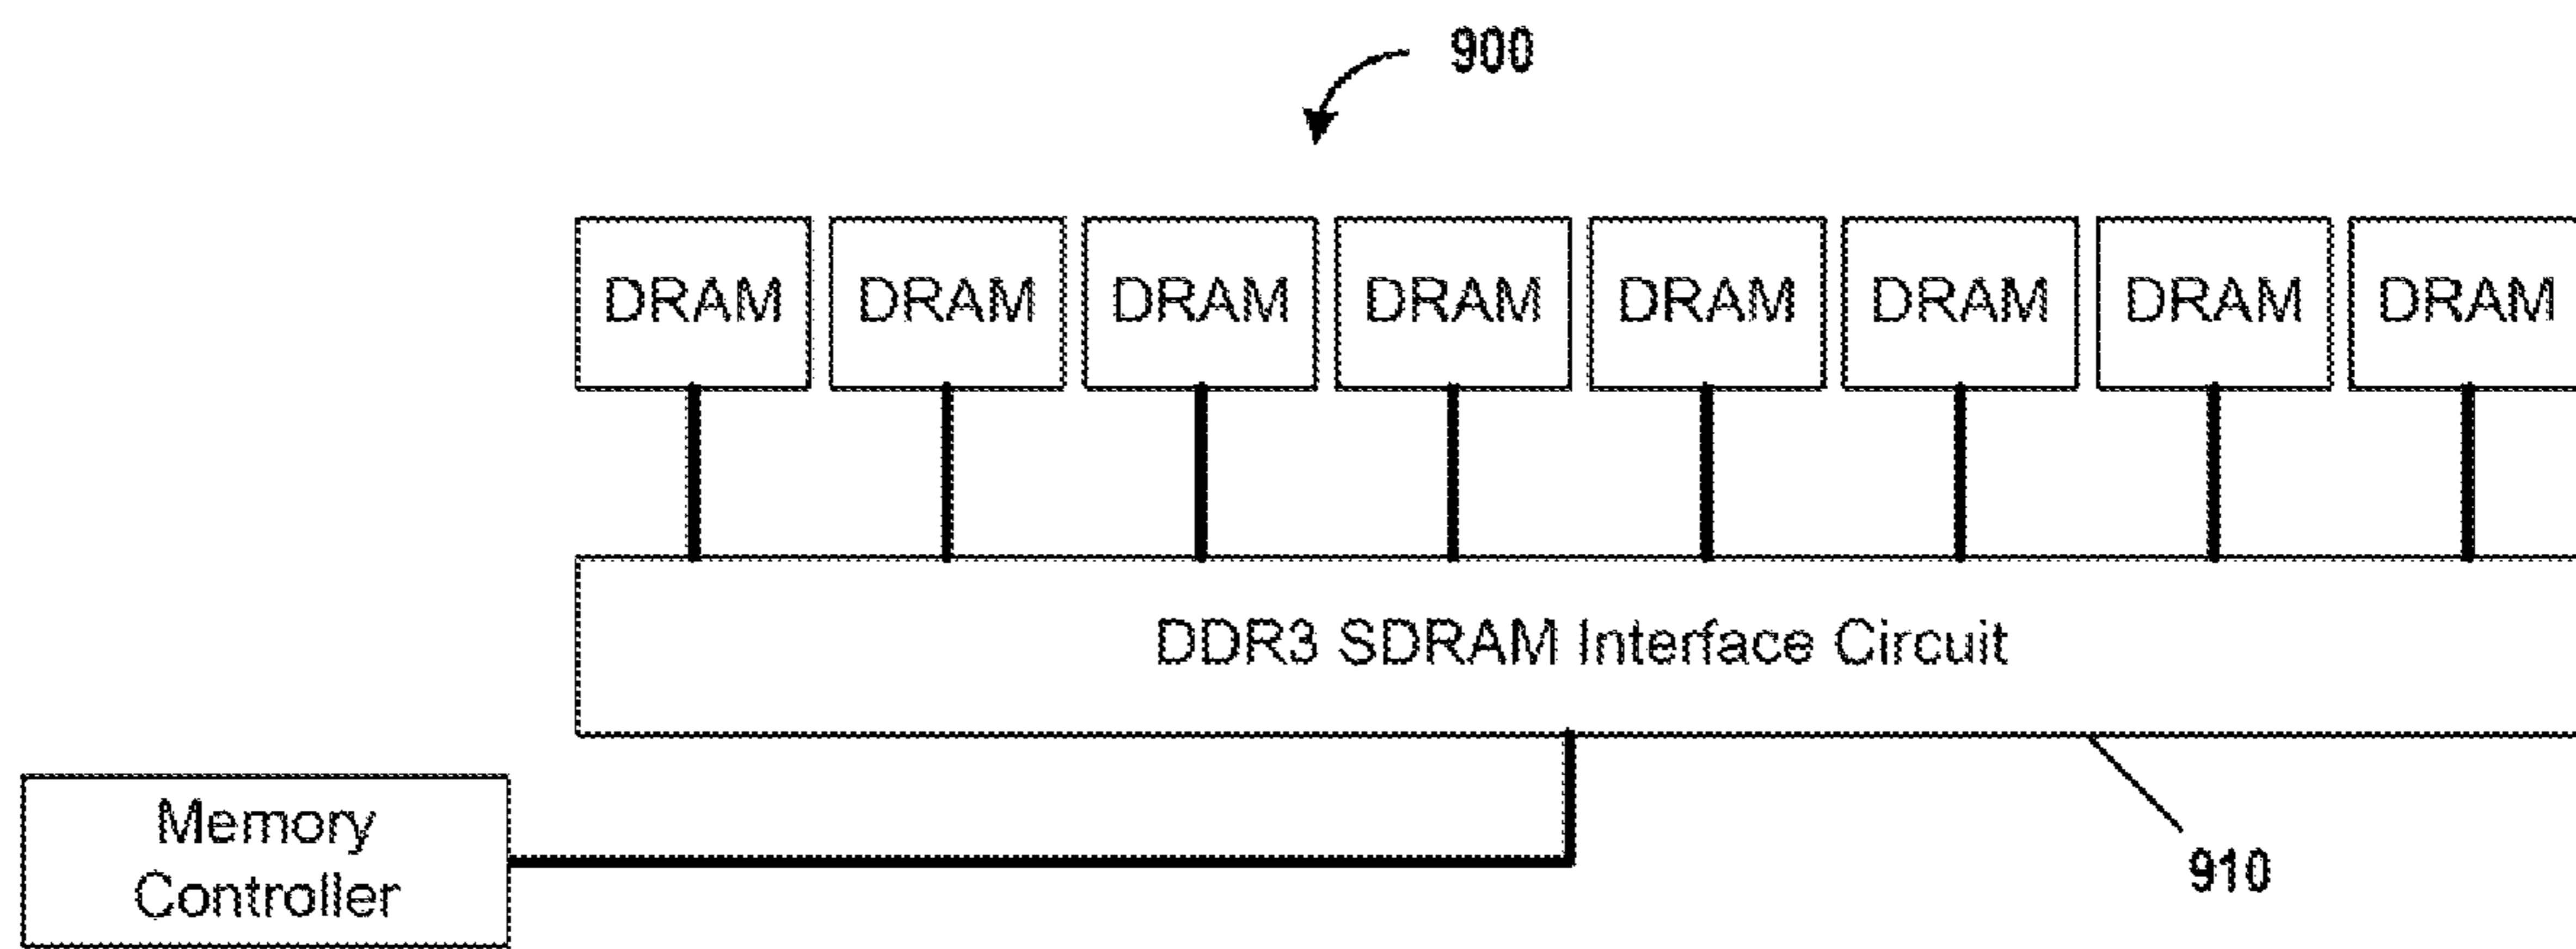 900
DRAM DRAM DRAM DRAM DRAM DRAM DRAM DRAM
DDR3 SDRAM Interface Circuit
Memory
Controller
910